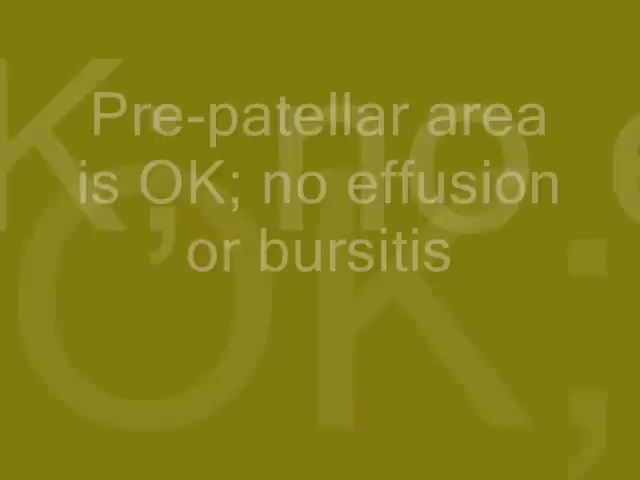 Pre-patellar area
is OK; no effusion
or bursitis